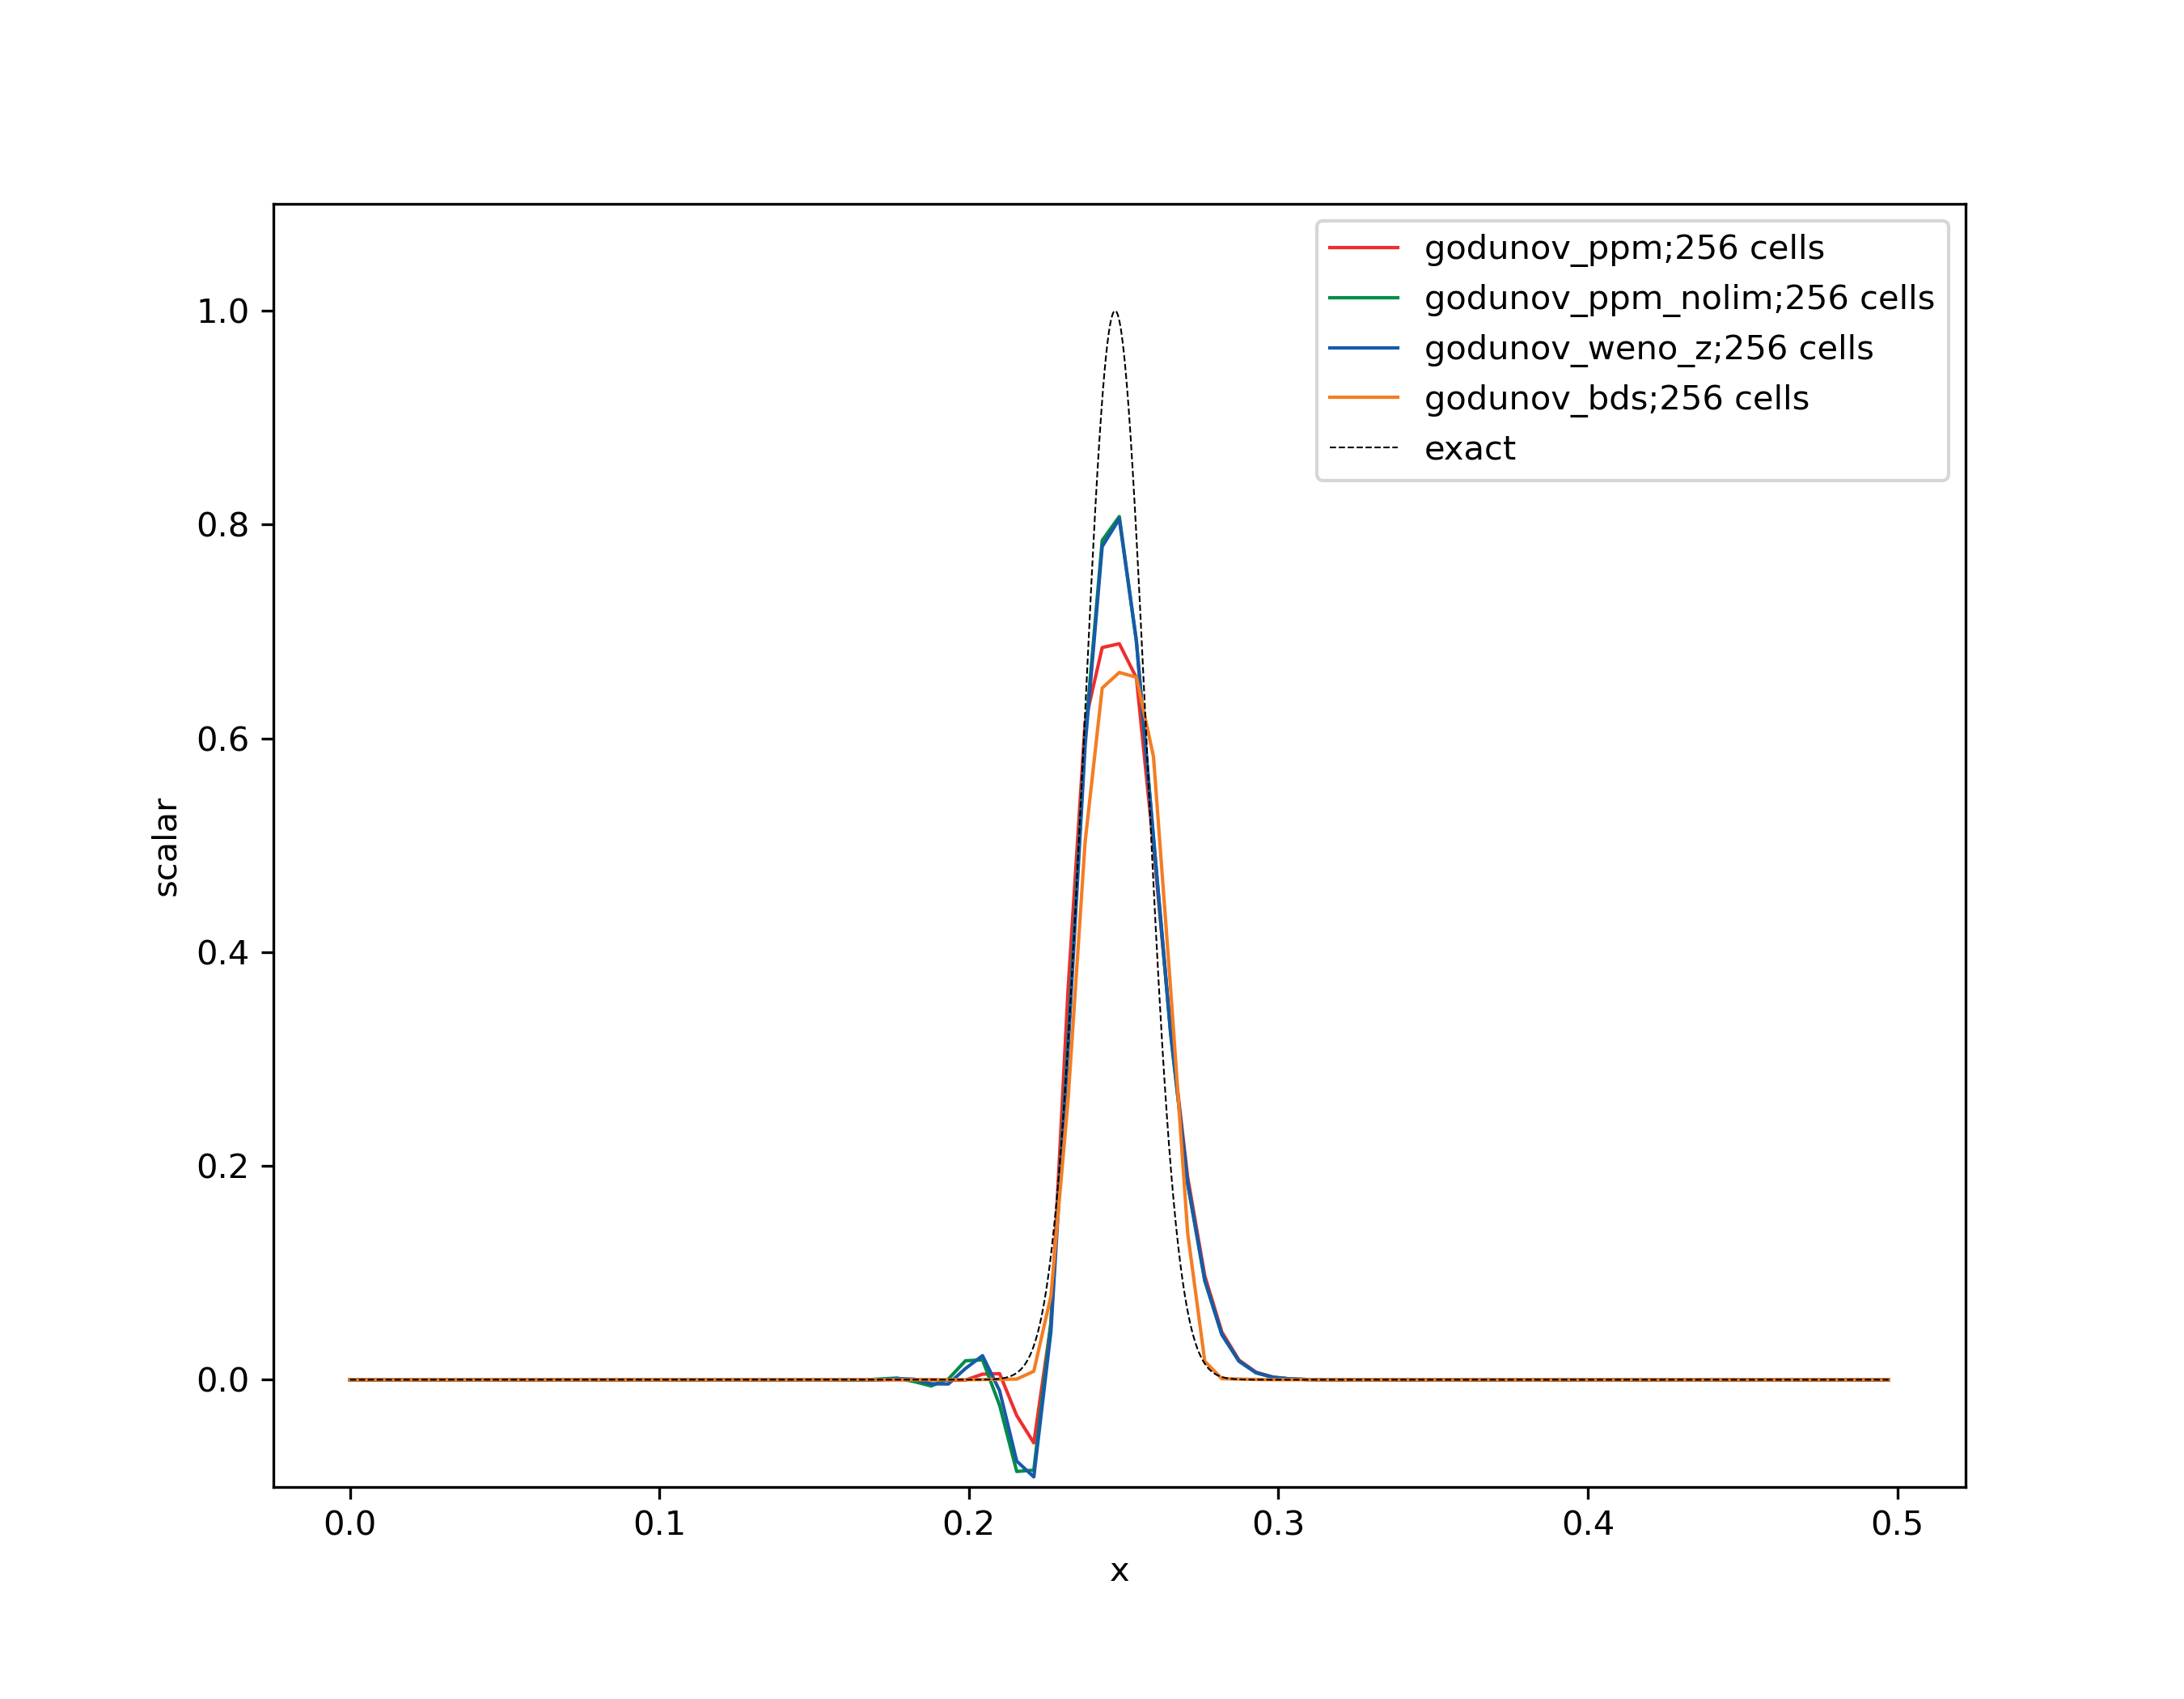 godunov_ppm;256 cells
godunov_ppm_nolim;256 cells
godunov_weno_z;256 cells
godunov_bds;256 cells
exact
1.0
0.8
0.6
0.4
0.2
0.0
scalar
0.0 0.1 0.2 0.3 0.4 0.5
x